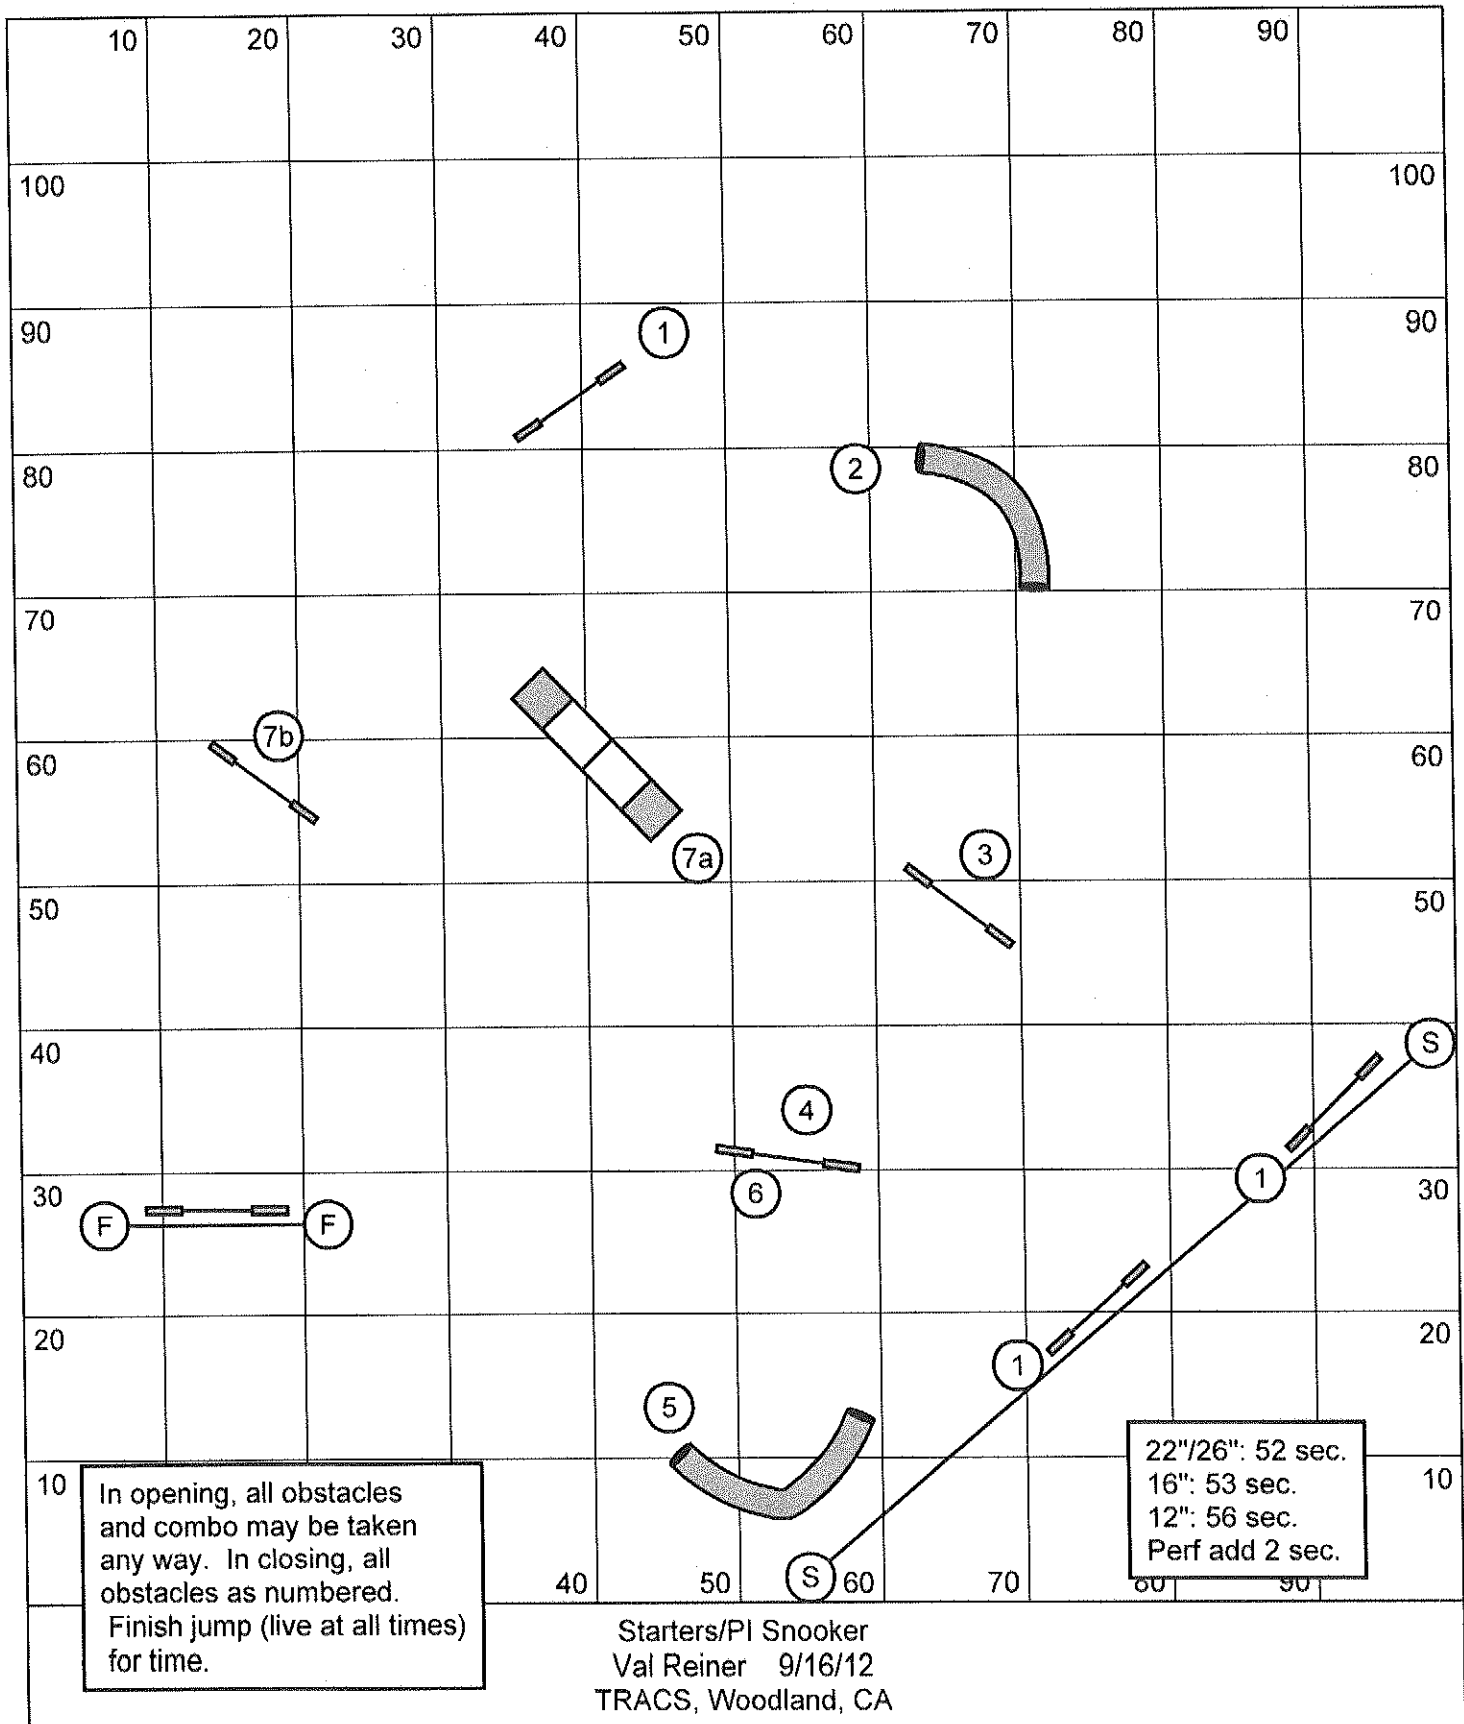 10 20 30 40 50 60 70 80 90
100 100
1
90 90
2
80 80
70 70
7b
60 60
7a
3
50 50
40 S
4
30 6 1 30
F F
20 20
1
5
10 10
22"/26": 52 sec.
16": 53 sec.
12": 56 sec.
Perf add 2 sec.
In opening, all obstacles
and combo may be taken
any way. In closing, all
obstacles as numbered.
Finish jump (live at all times)
for time.
40 50 S 60 70 80 90
Starters/PI Snooker
Val Reiner 9/16/12
TRACS, Woodland, CA